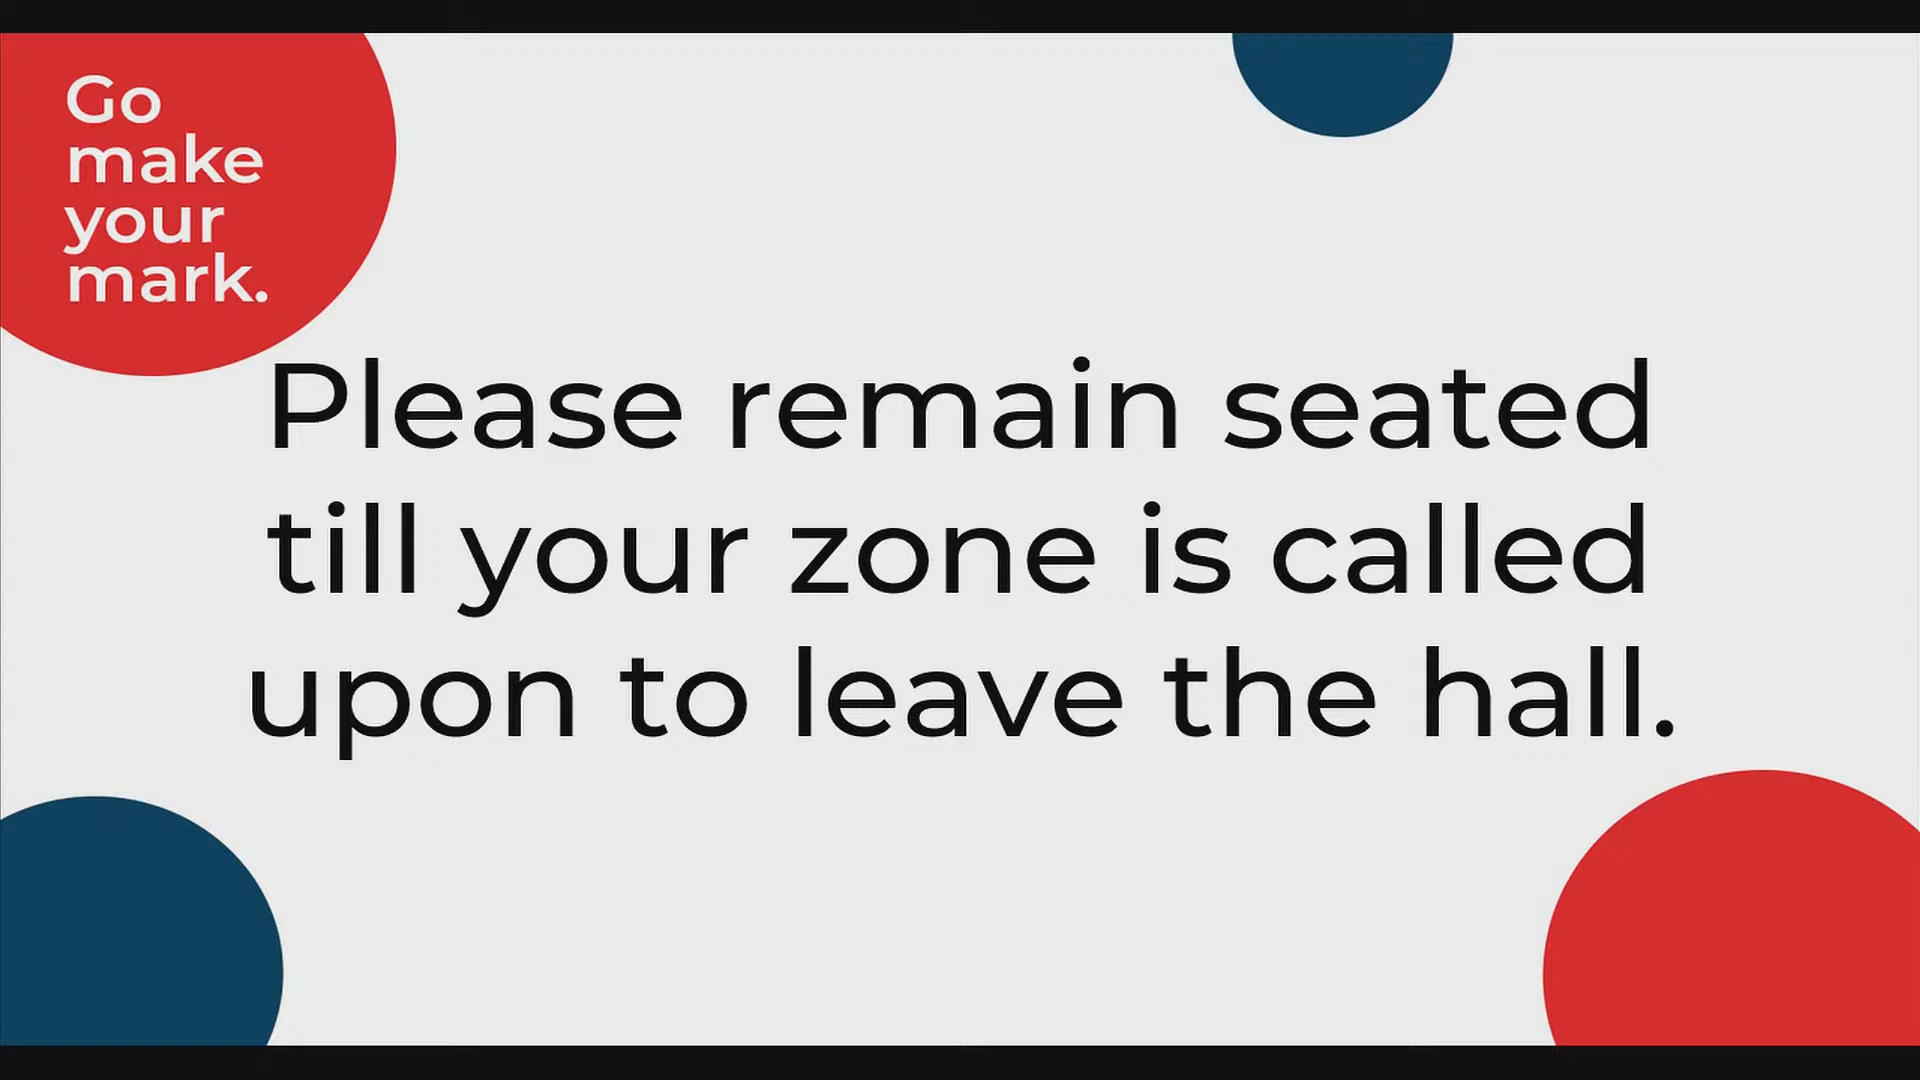 Go
make
your
mark.
Please remain seated
till your zone is called
upon to leave the hall.